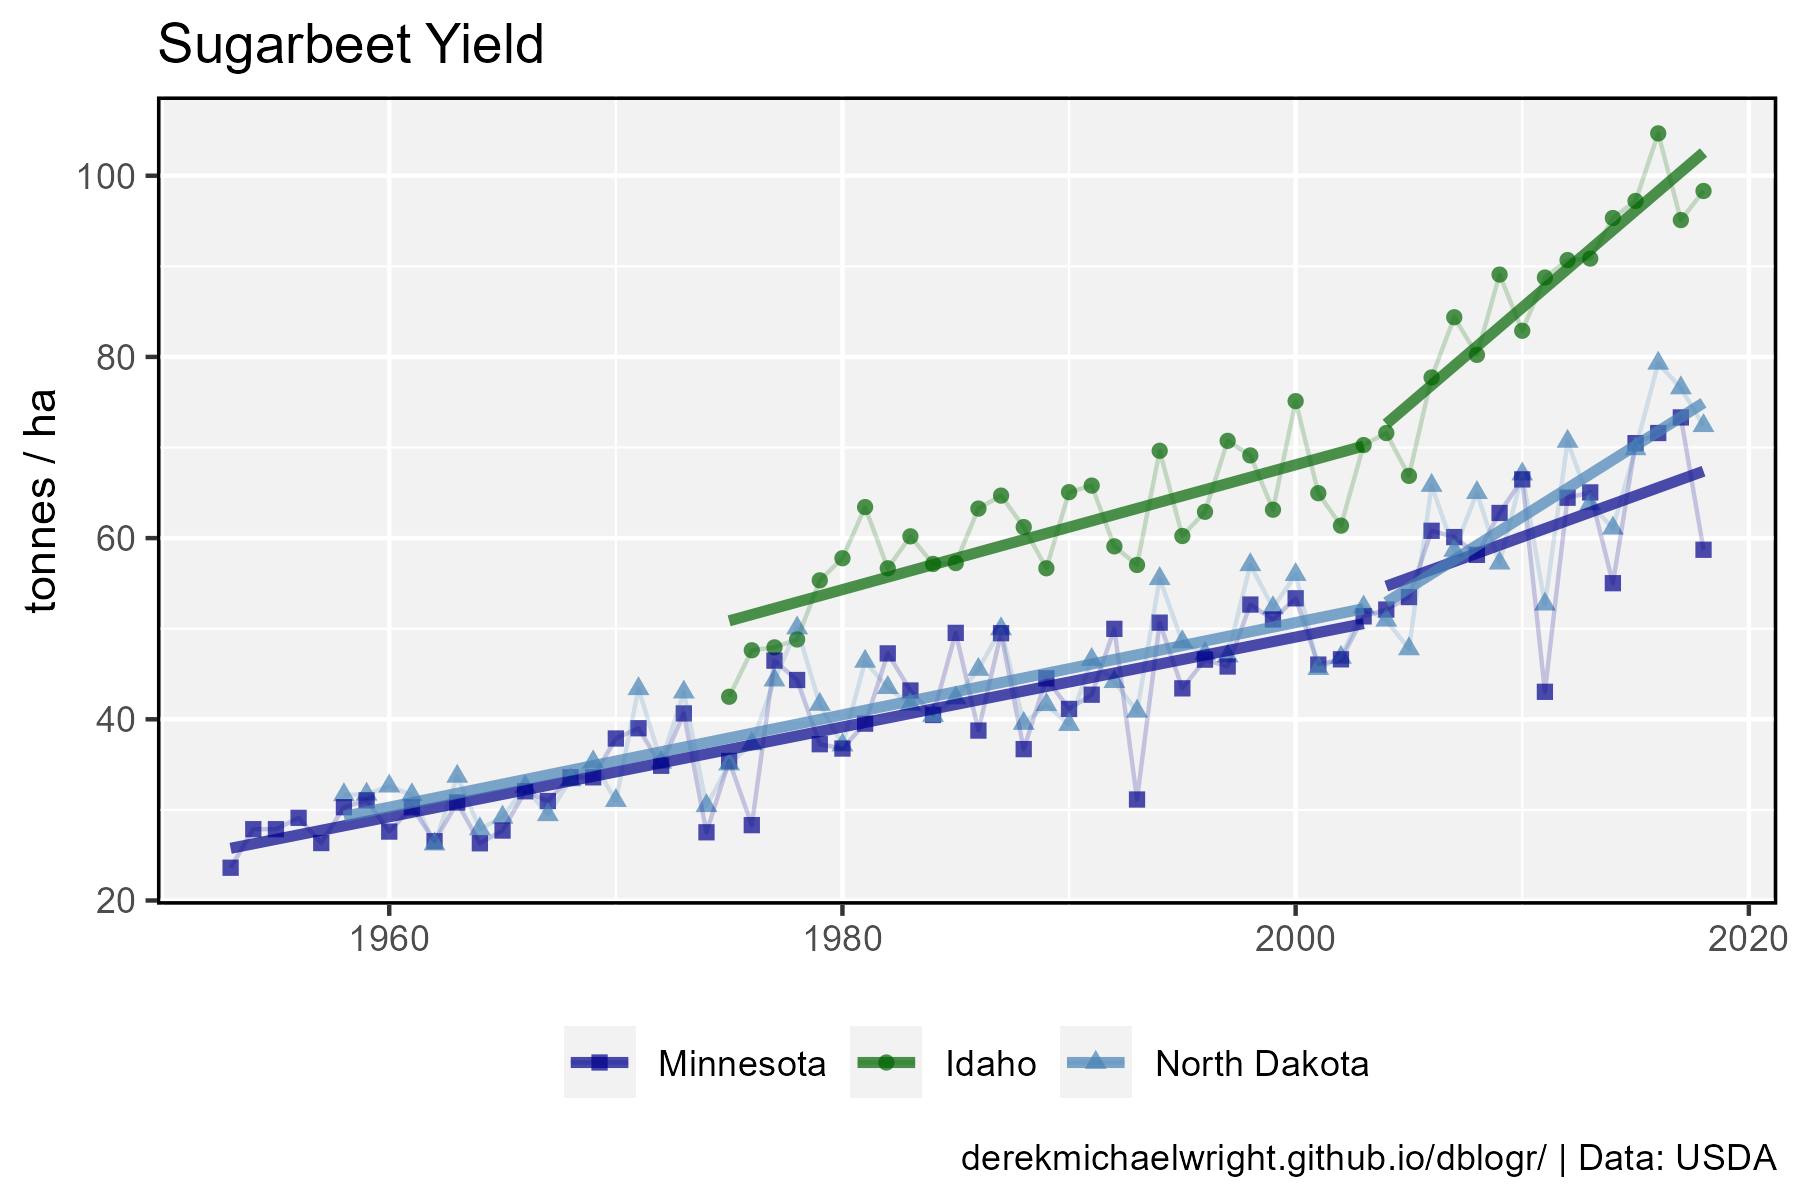 Sugarbeet Yield
tonnes / ha
100
80
60
40
20
1960 1980 2000 2020
Minnesota Idaho North Dakota
derekmichaelwright.github.io/dblogr/ | Data: USDA